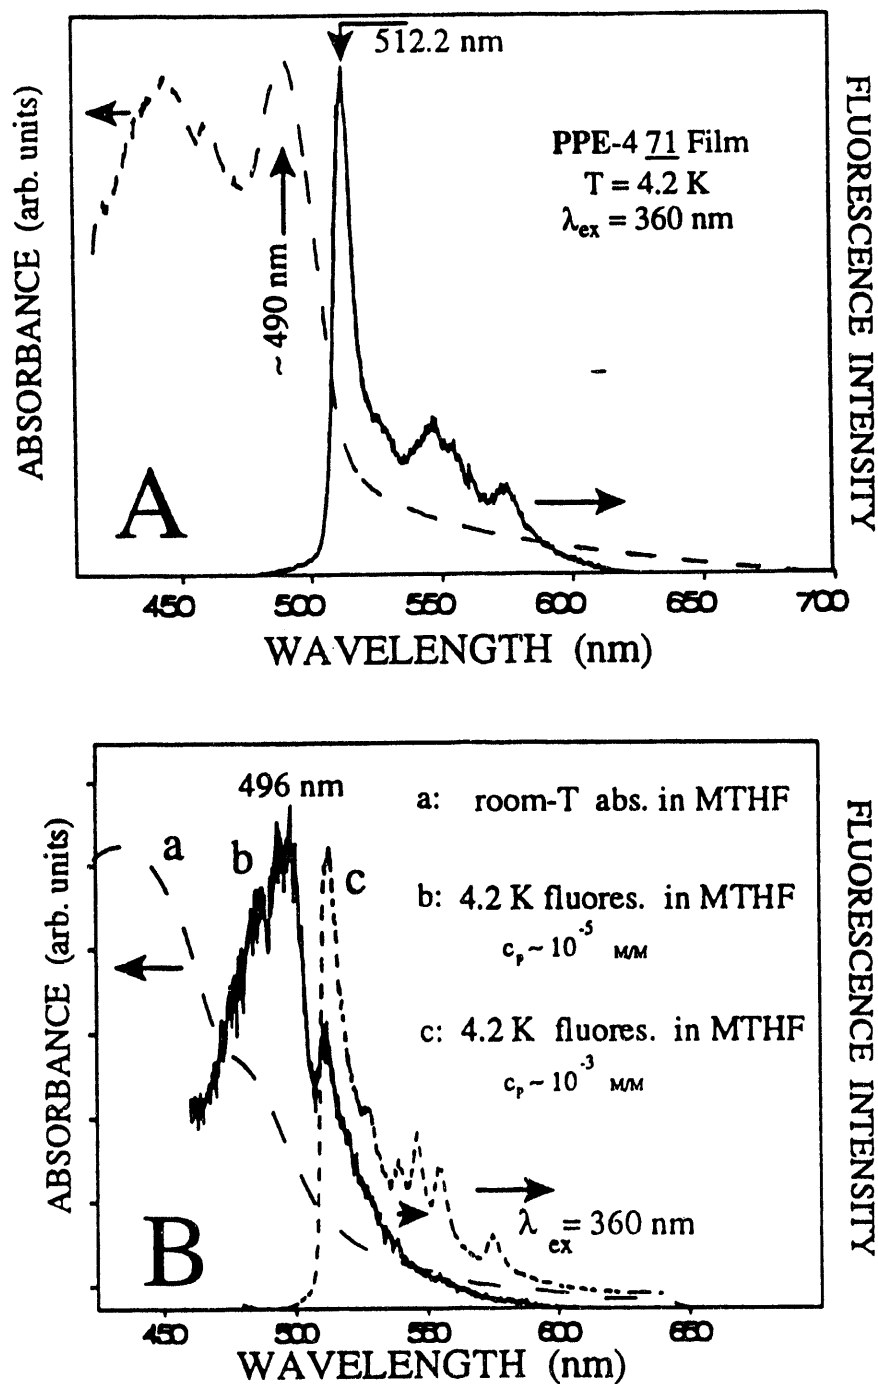 512.2 nm
ABSORBANCE (arb. units)
FLUORESCENCE INTENSITY
PPE-4 71 Film
T = 4.2 K
λex = 360 nm
~ 490 nm
A
450 500 550 600 650 700
WAVELENGTH (nm)
496 nm
a
b
c
a: room-T abs. in MTHF
b: 4.2 K fluores. in MTHF
cp ~ 10-5 M/M
c: 4.2 K fluores. in MTHF
cp ~ 10-3 M/M
ABSORBANCE (arb. units)
FLUORESCENCE INTENSITY
λex = 360 nm
B
450 500 550 600 650
WAVELENGTH (nm)